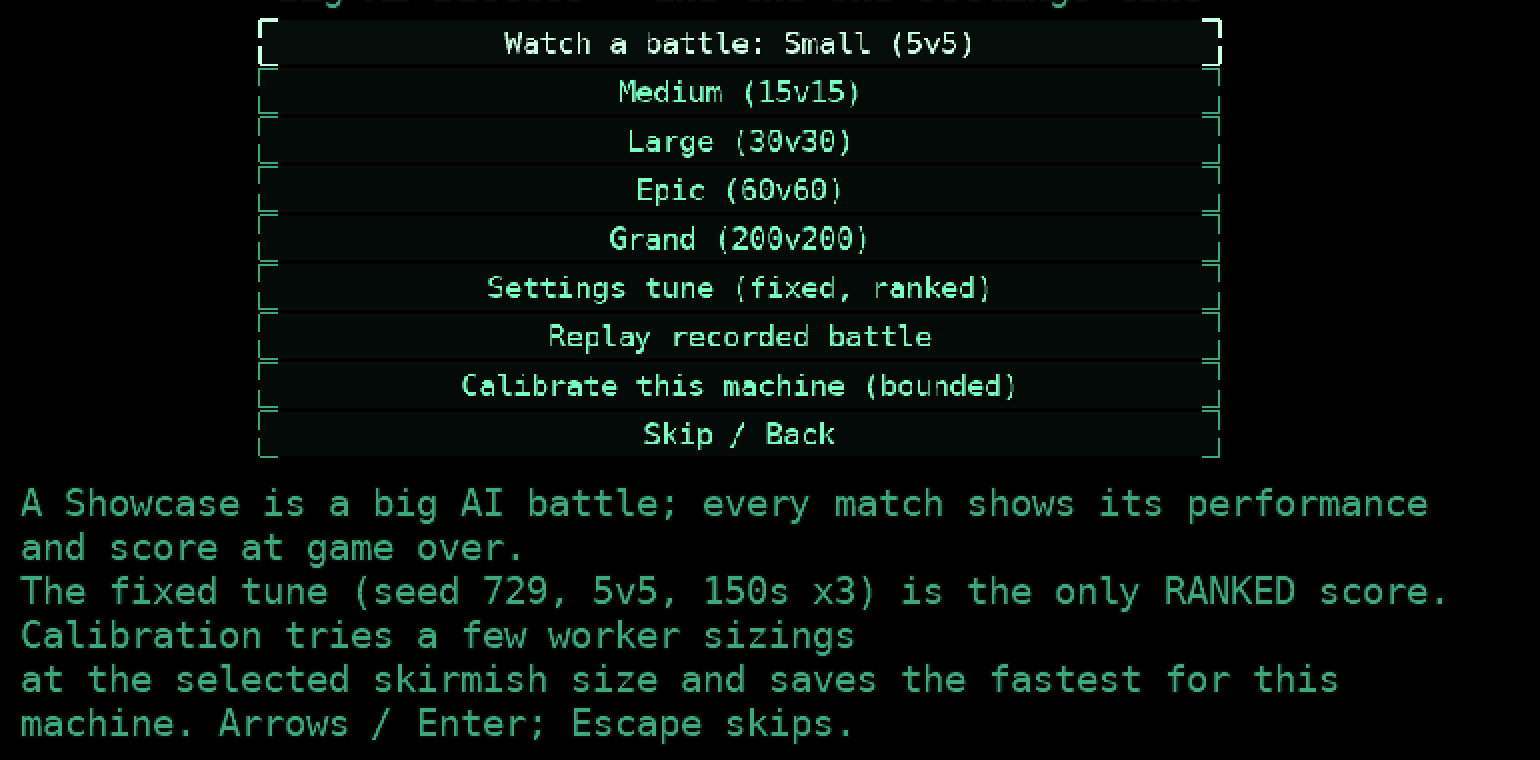 Watch a battle: Small (5v5)
Medium (15v15)
Large (30v30)
Epic (60v60)
Grand (200v200)
Settings tune (fixed, ranked)
Replay recorded battle
Calibrate this machine (bounded)
Skip / Back
A Showcase is a big AI battle; every match shows its performance
and score at game over.
The fixed tune (seed 729, 5v5, 150s x3) is the only RANKED score.
Calibration tries a few worker sizings
at the selected skirmish size and saves the fastest for this
machine. Arrows / Enter; Escape skips.